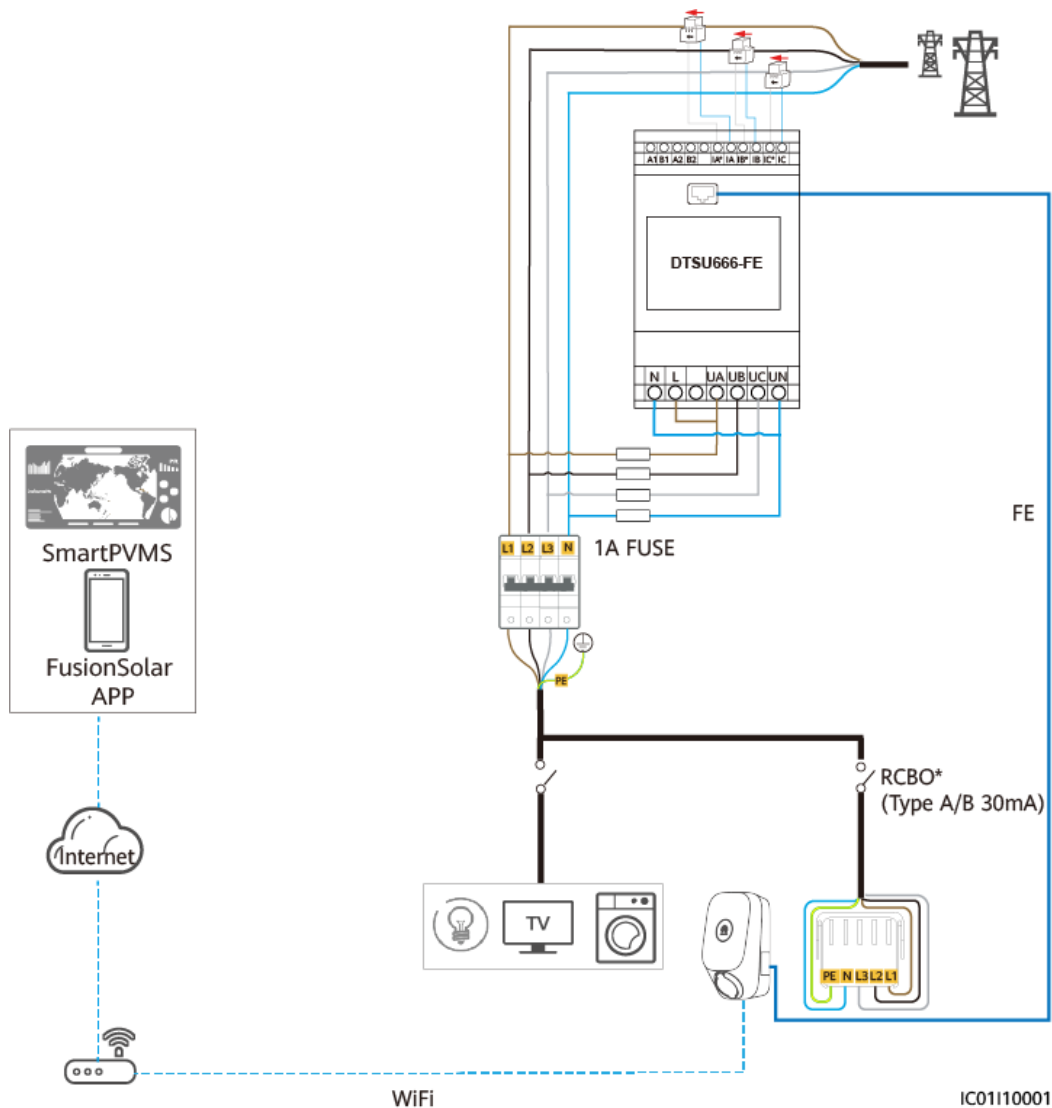 A1 B1 A2 B2 IA* IA IB* IB IC* IC
DTSU666-FE
N L UA UB UC UN
FE
L1 L2 L3 N
1A FUSE
PE
SmartPVMS
FusionSolar
APP
Internet
RCBO*
(Type A/B 30mA)
TV
PE N L3 L2 L1
WiFi
IC01I10001